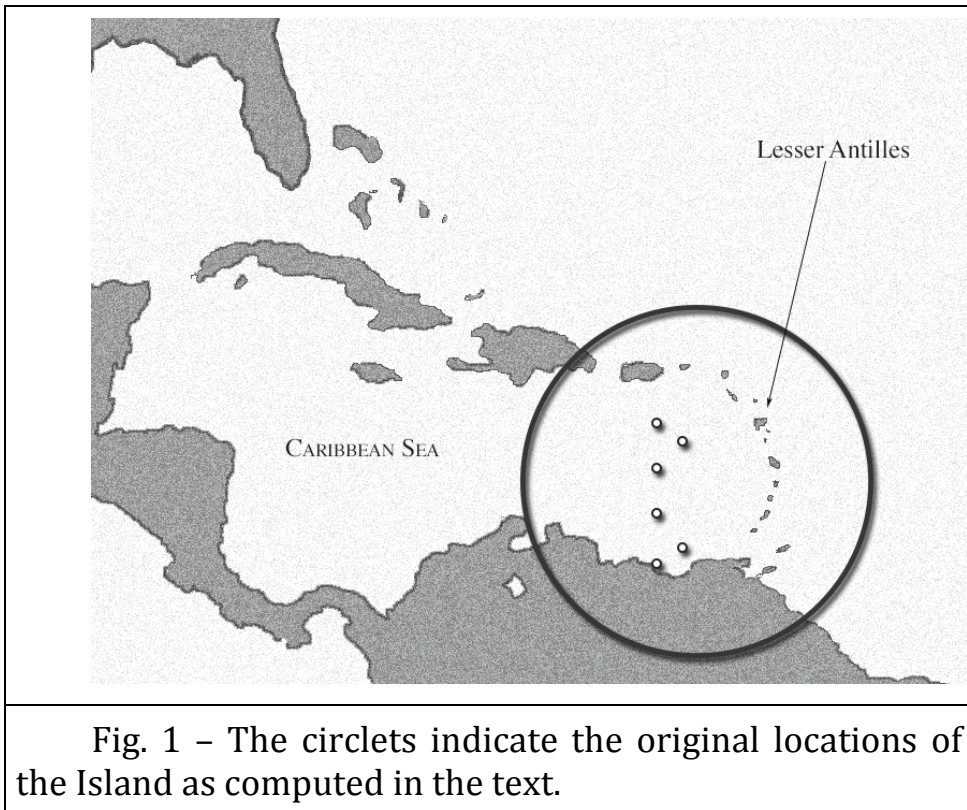 Lesser Antilles
CARIBBEAN SEA
Fig. 1 – The circlets indicate the original locations of
the Island as computed in the text.